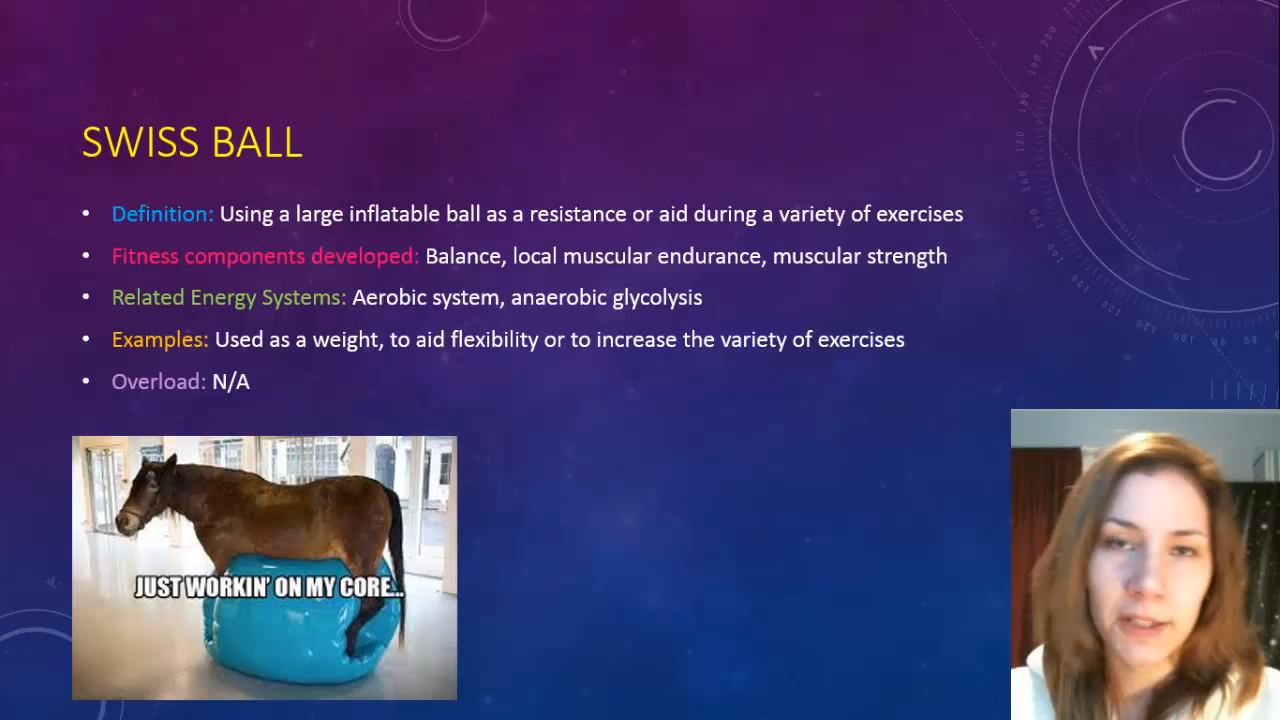 SWISS BALL
• Definition: Using a large inflatable ball as a resistance or aid during a variety of exercises
• Fitness components developed: Balance, local muscular endurance, muscular strength
• Related Energy Systems: Aerobic system, anaerobic glycolysis
• Examples: Used as a weight, to aid flexibility or to increase the variety of exercises
• Overload: N/A
JUST WORKIN' ON MY CORE...